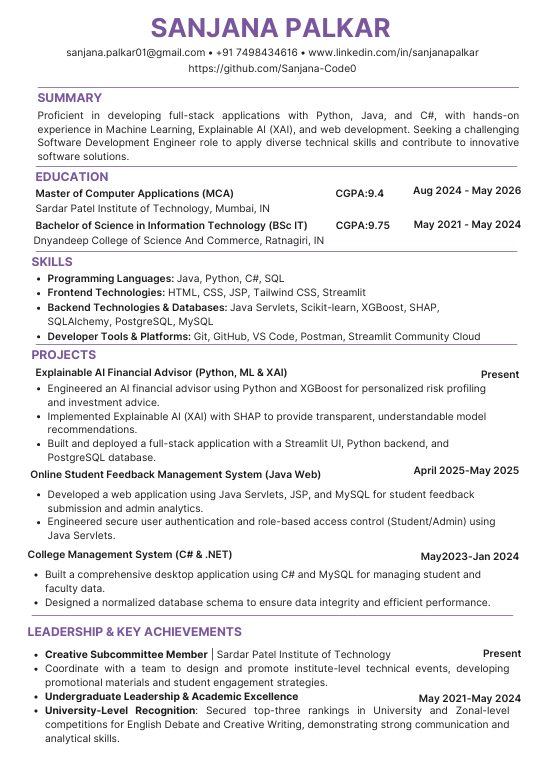 SANJANA PALKAR
sanjana.palkar01@gmail.com • +91 7498434616 • www.linkedin.com/in/sanjanapalkar
https://github.com/Sanjana-Code0
SUMMARY
Proficient in developing full-stack applications with Python, Java, and C#, with hands-on
experience in Machine Learning, Explainable AI (XAI), and web development. Seeking a challenging
Software Development Engineer role to apply diverse technical skills and contribute to innovative
software solutions.
EDUCATION
Master of Computer Applications (MCA) CGPA:9.4 Aug 2024 - May 2026
Sardar Patel Institute of Technology, Mumbai, IN
Bachelor of Science in Information Technology (BSc IT) CGPA:9.75 May 2021 - May 2024
Dnyandeep College of Science And Commerce, Ratnagiri, IN
SKILLS
• Programming Languages: Java, Python, C#, SQL
• Frontend Technologies: HTML, CSS, JSP, Tailwind CSS, Streamlit
• Backend Technologies & Databases: Java Servlets, Scikit-learn, XGBoost, SHAP,
SQLAlchemy, PostgreSQL, MySQL
• Developer Tools & Platforms: Git, GitHub, VS Code, Postman, Streamlit Community Cloud
PROJECTS
Explainable AI Financial Advisor (Python, ML & XAI) Present
• Engineered an AI financial advisor using Python and XGBoost for personalized risk profiling
and investment advice.
• Implemented Explainable AI (XAI) with SHAP to provide transparent, understandable model
recommendations.
• Built and deployed a full-stack application with a Streamlit UI, Python backend, and
PostgreSQL database.
Online Student Feedback Management System (Java Web) April 2025-May 2025
• Developed a web application using Java Servlets, JSP, and MySQL for student feedback
submission and admin analytics.
• Engineered secure user authentication and role-based access control (Student/Admin) using
Java Servlets.
College Management System (C# & .NET) May2023-Jan 2024
• Built a comprehensive desktop application using C# and MySQL for managing student and
faculty data.
• Designed a normalized database schema to ensure data integrity and efficient performance.
LEADERSHIP & KEY ACHIEVEMENTS
• Creative Subcommittee Member | Sardar Patel Institute of Technology Present
• Coordinate with a team to design and promote institute-level technical events, developing
promotional materials and student engagement strategies.
• Undergraduate Leadership & Academic Excellence May 2021-May 2024
• University-Level Recognition: Secured top-three rankings in University and Zonal-level
competitions for English Debate and Creative Writing, demonstrating strong communication and
analytical skills.